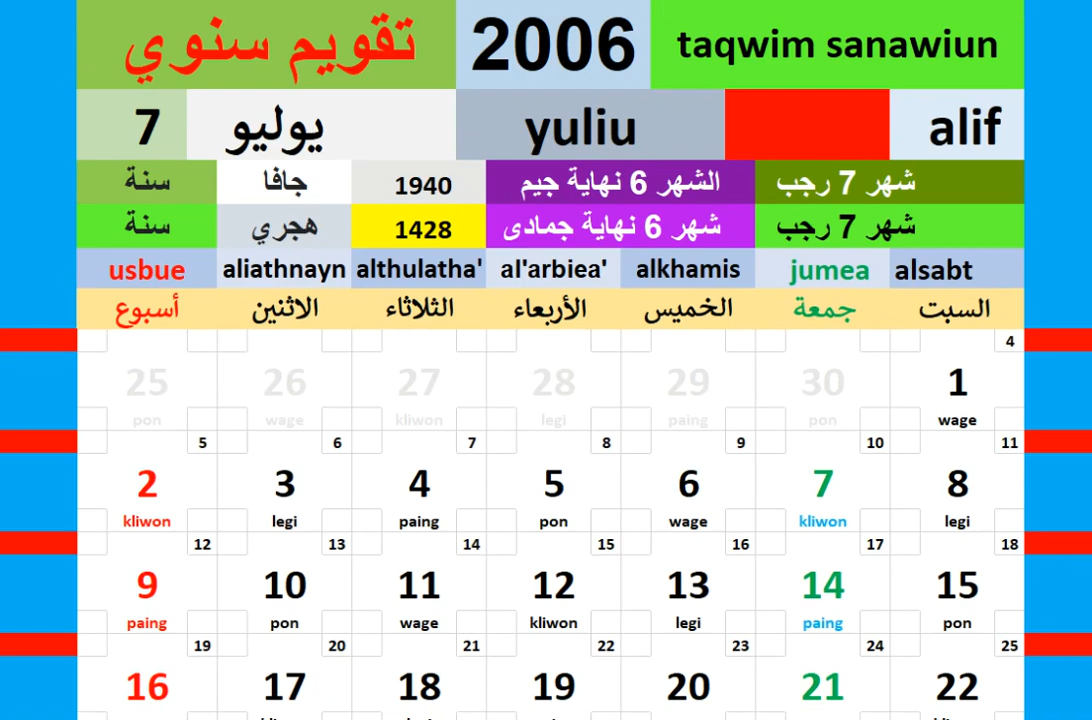 تقويم سنوي 2006 taqwim sanawiun
7 يوليو yuliu alif
سنة جافا 1940 الشهر 6 نهاية جيم شهر 7 رجب
سنة هجري 1428 شهر 6 نهاية جمادى شهر 7 رجب
usbue aliathnayn althulatha' al'arbiea' alkhamis jumea alsabt
أسبوع الاثنين الثلاثاء الأربعاء الخميس جمعة السبت
4
25 26 27 28 29 30 1
pon wage kliwon legi paing pon wage
5 6 7 8 9 10 11
2 3 4 5 6 7 8
kliwon legi paing pon wage kliwon legi
12 13 14 15 16 17 18
9 10 11 12 13 14 15
paing pon wage kliwon legi paing pon
19 20 21 22 23 24 25
16 17 18 19 20 21 22